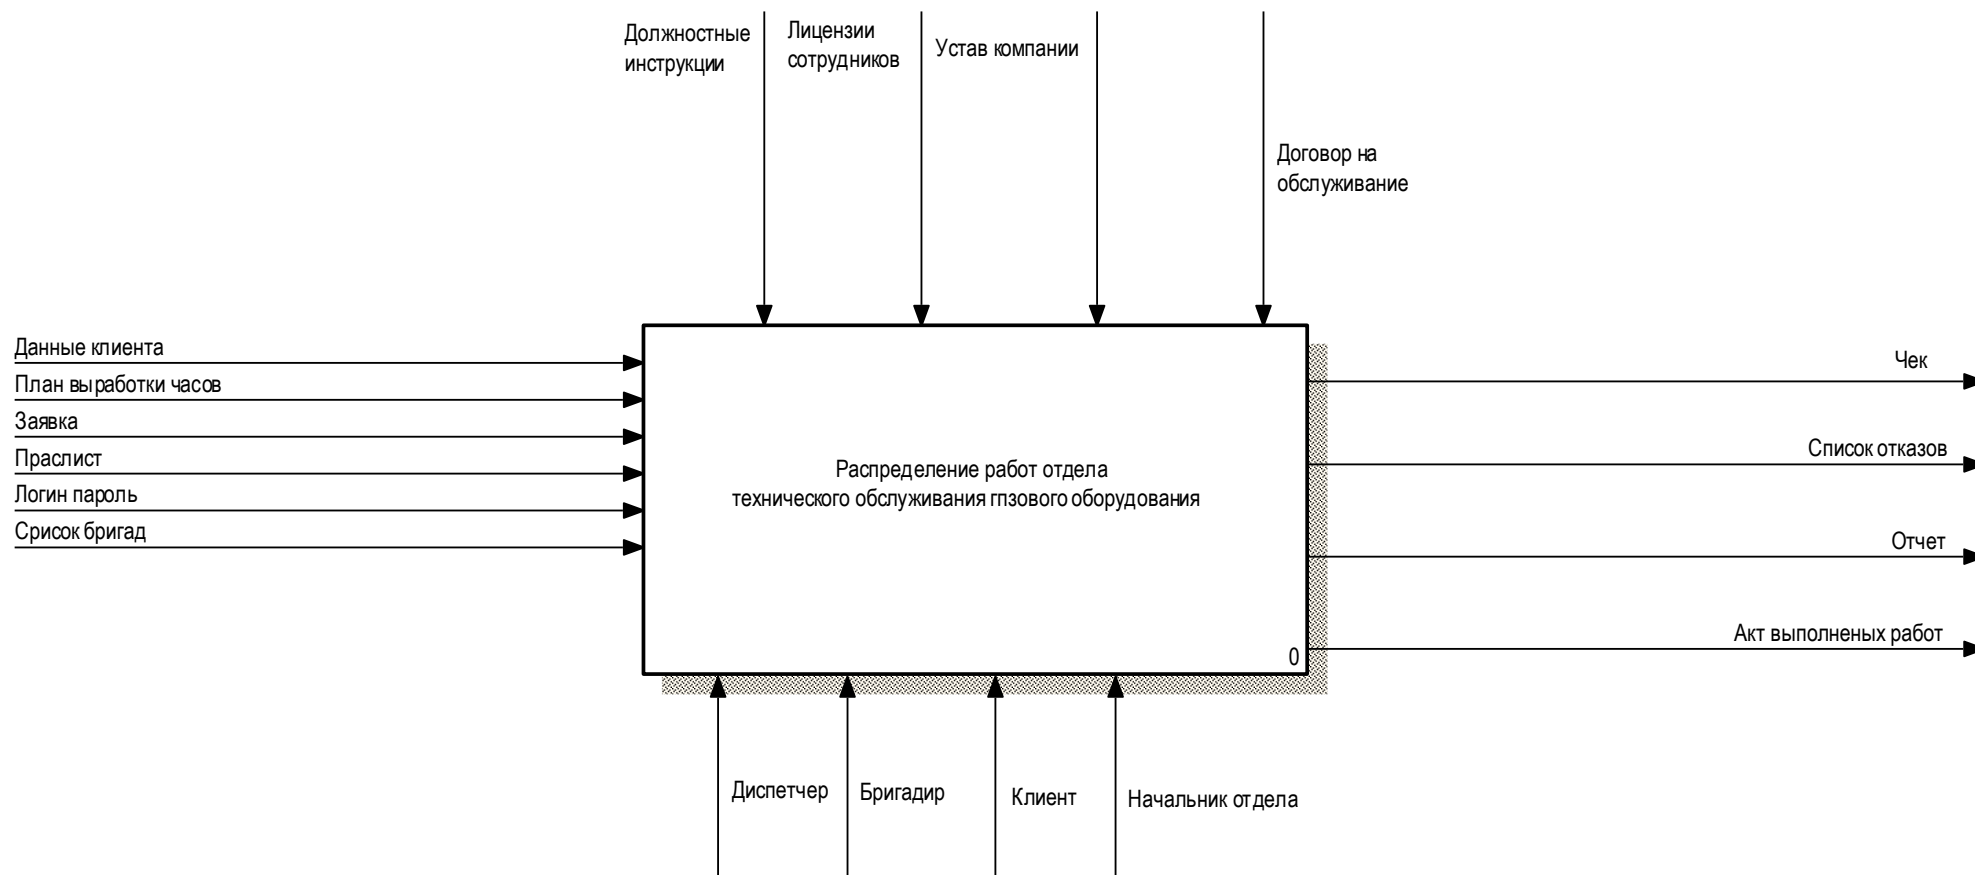 Должностные
инструкции
Лицензии
сотрудников
Устав компании
Договор на
обслуживание
Данные клиента
План выработки часов
Заявка
Праслист
Логин пароль
Срисок бригад
Распределение работ отдела
технического обслуживания гпзового оборудования
0
Чек
Список отказов
Отчет
Акт выполненых работ
Диспетчер
Бригадир
Клиент
Начальник отдела